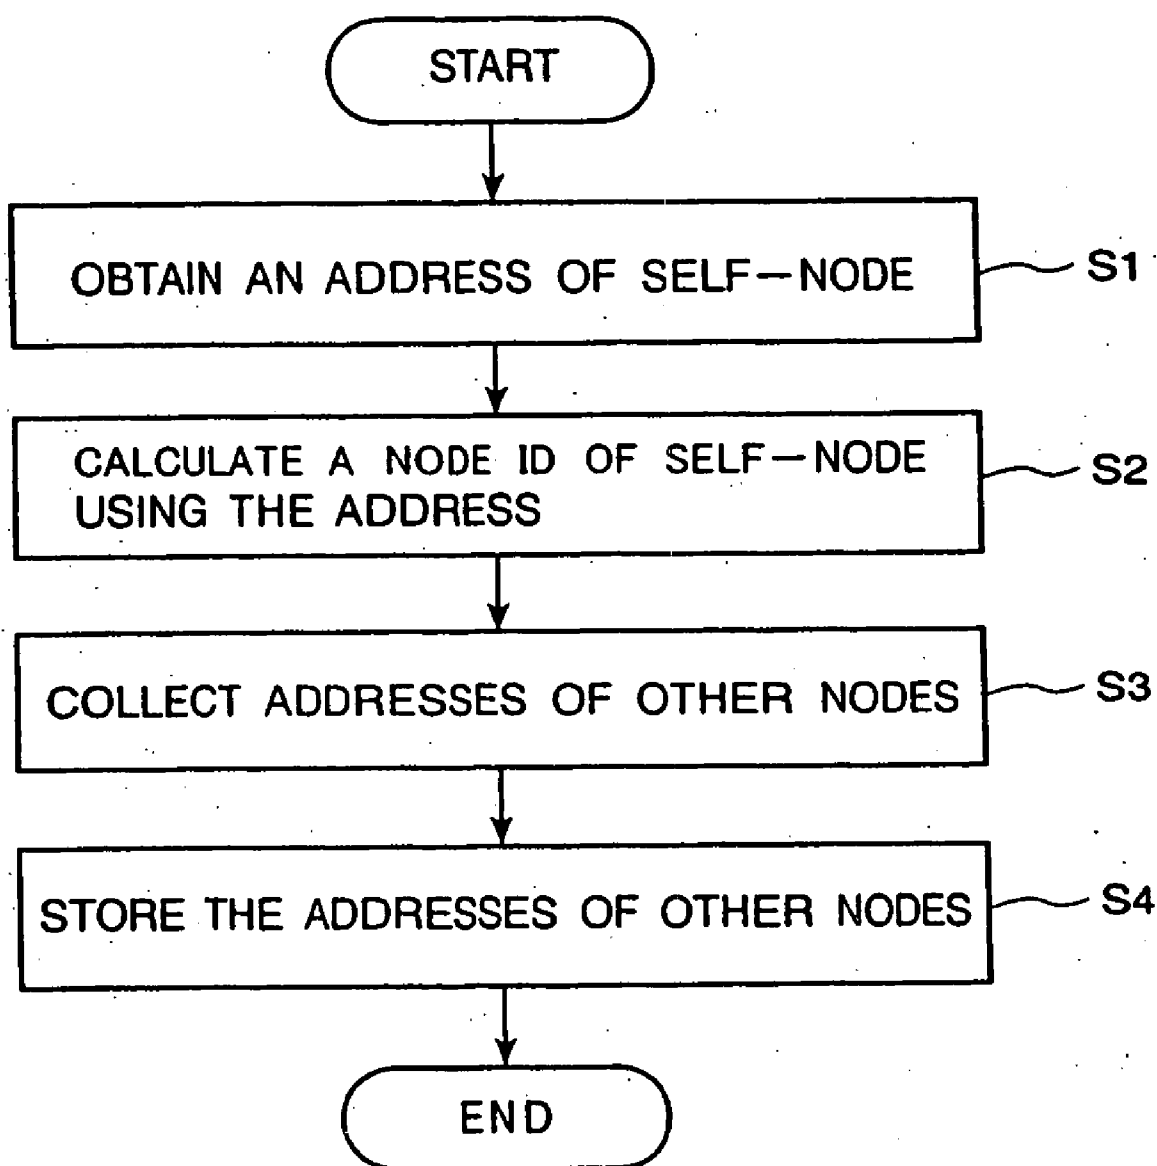 START
OBTAIN AN ADDRESS OF SELF-NODE
S1
CALCULATE A NODE ID OF SELF-NODE
USING THE ADDRESS
S2
COLLECT ADDRESSES OF OTHER NODES
S3
STORE THE ADDRESSES OF OTHER NODES
S4
END